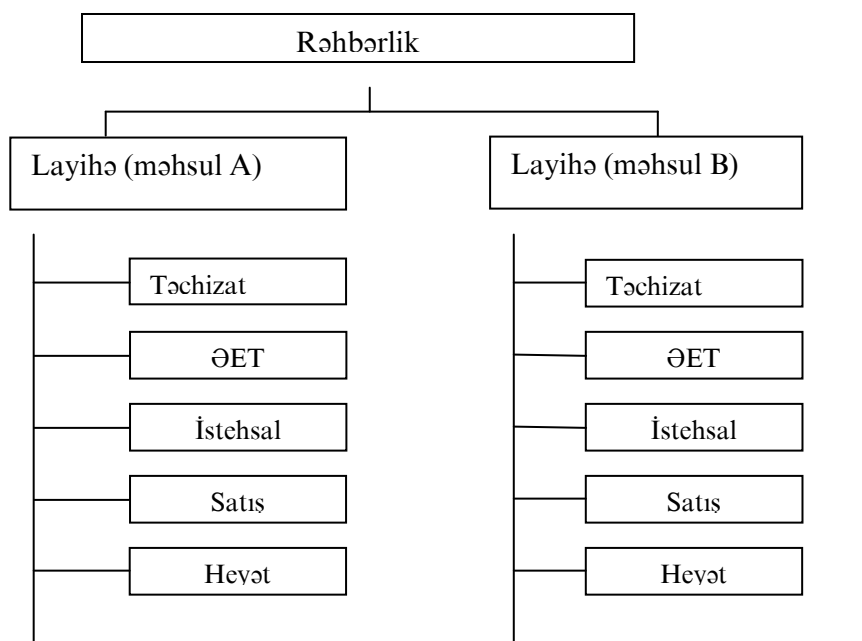 Rəhbərlik
Layihə (məhsul A)
Layihə (məhsul B)
Təchizat
ƏET
İstehsal
Satış
Heyət
Təchizat
ƏET
İstehsal
Satış
Heyət